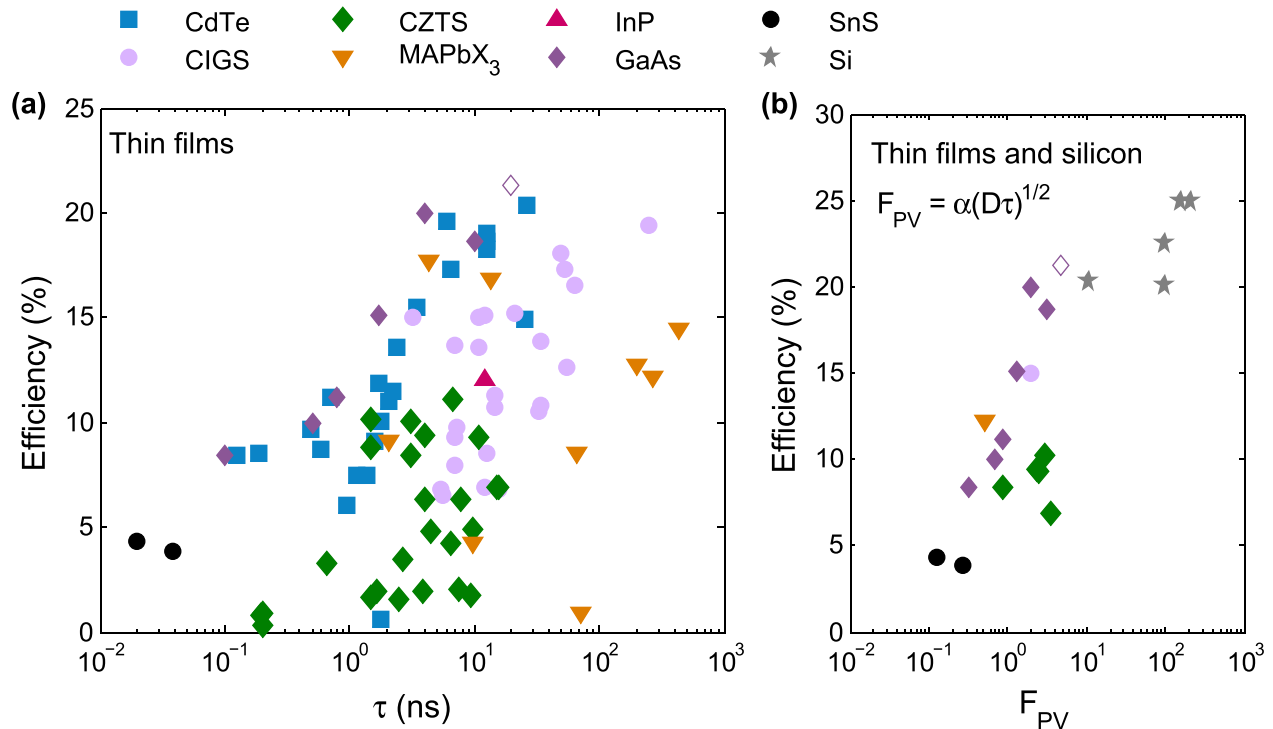 CdTe CZTS InP SnS
CIGS MAPbX3 GaAs Si
(a)
Thin films
Efficiency (%)
25
20
15
10
5
0
10−2 10−1 100 101 102 103
τ (ns)
(b)
Thin films and silicon
FPV = α(Dτ)1/2
Efficiency (%)
30
25
20
15
10
5
0
10−2 10−1 100 101 102 103
FPV